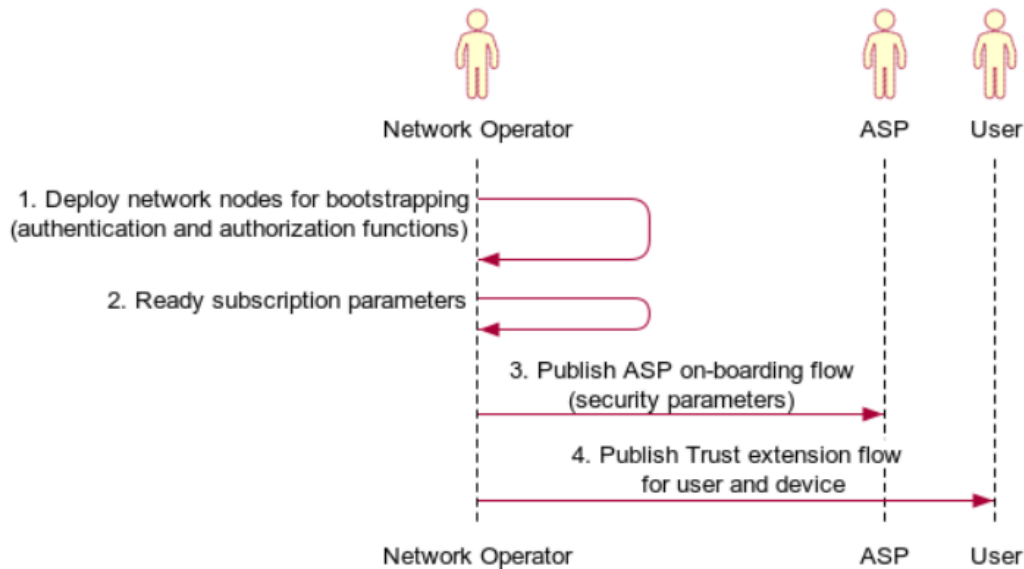 Network Operator
ASP
User
1. Deploy network nodes for bootstrapping
(authentication and authorization functions)
2. Ready subscription parameters
3. Publish ASP on-boarding flow
(security parameters)
4. Publish Trust extension flow
for user and device
Network Operator
ASP
User